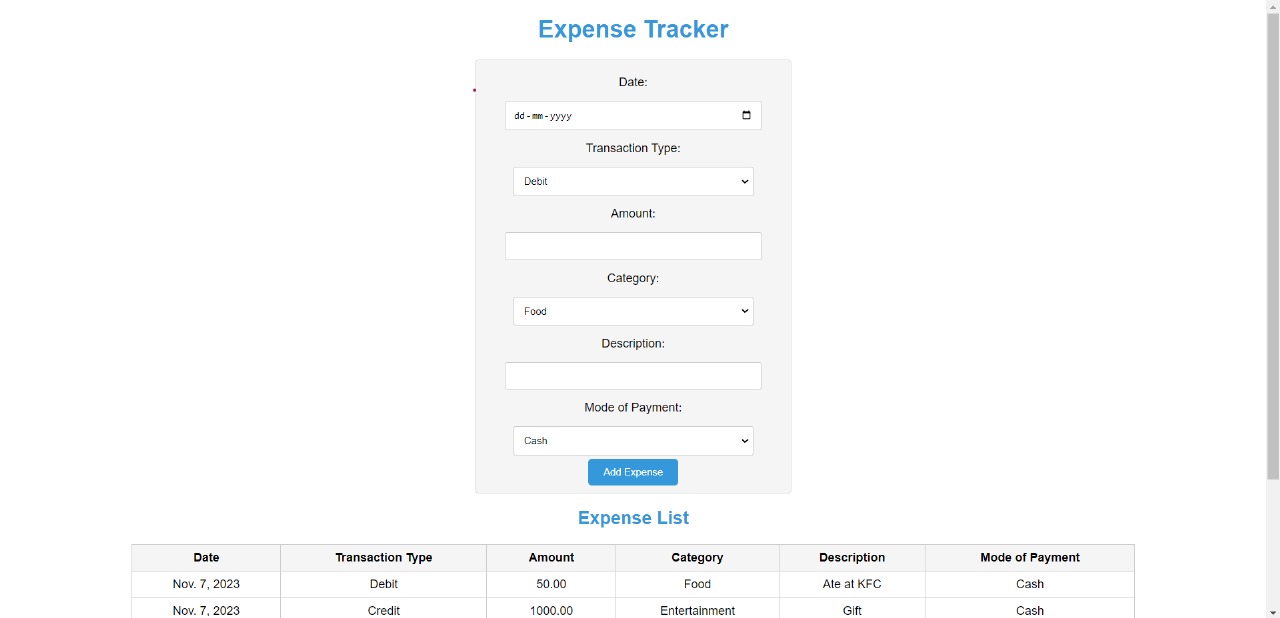 Expense Tracker
Date:
dd-mm-yyyy
Transaction Type:
Debit
Amount:
Category:
Food
Description:
Mode of Payment:
Cash
Add Expense
Expense List
Date Transaction Type Amount Category Description Mode of Payment
Nov. 7, 2023 Debit 50.00 Food Ate at KFC Cash
Nov. 7, 2023 Credit 1000.00 Entertainment Gift Cash